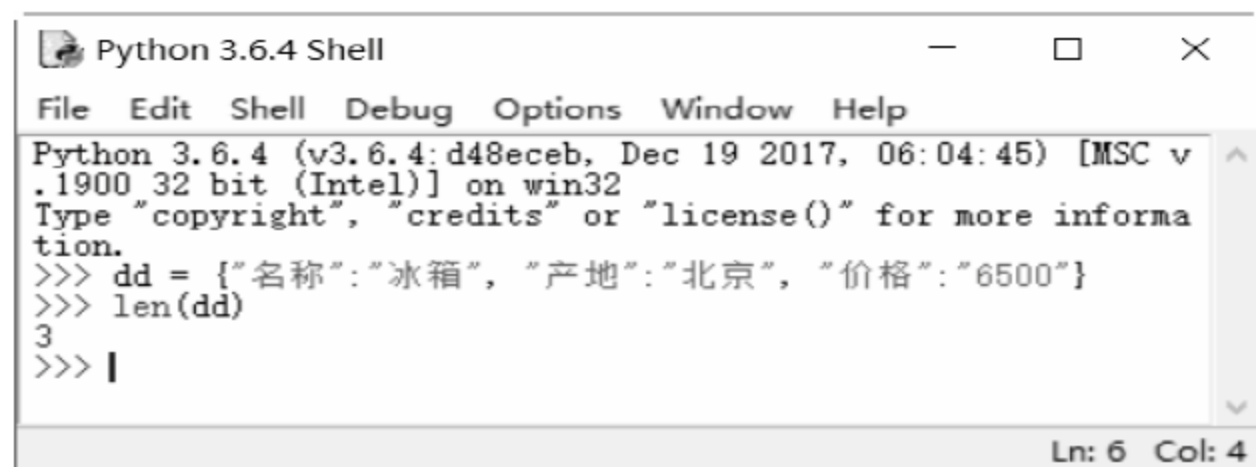 Python 3.6.4 Shell
File Edit Shell Debug Options Window Help
Python 3.6.4 (v3.6.4:d48eceb, Dec 19 2017, 06:04:45) [MSC v
.1900 32 bit (Intel)] on win32
Type "copyright", "credits" or "license()" for more informa
tion.
>>> dd = {"名称":"冰箱", "产地":"北京", "价格":"6500"}
>>> len(dd)
3
>>>
Ln: 6 Col: 4